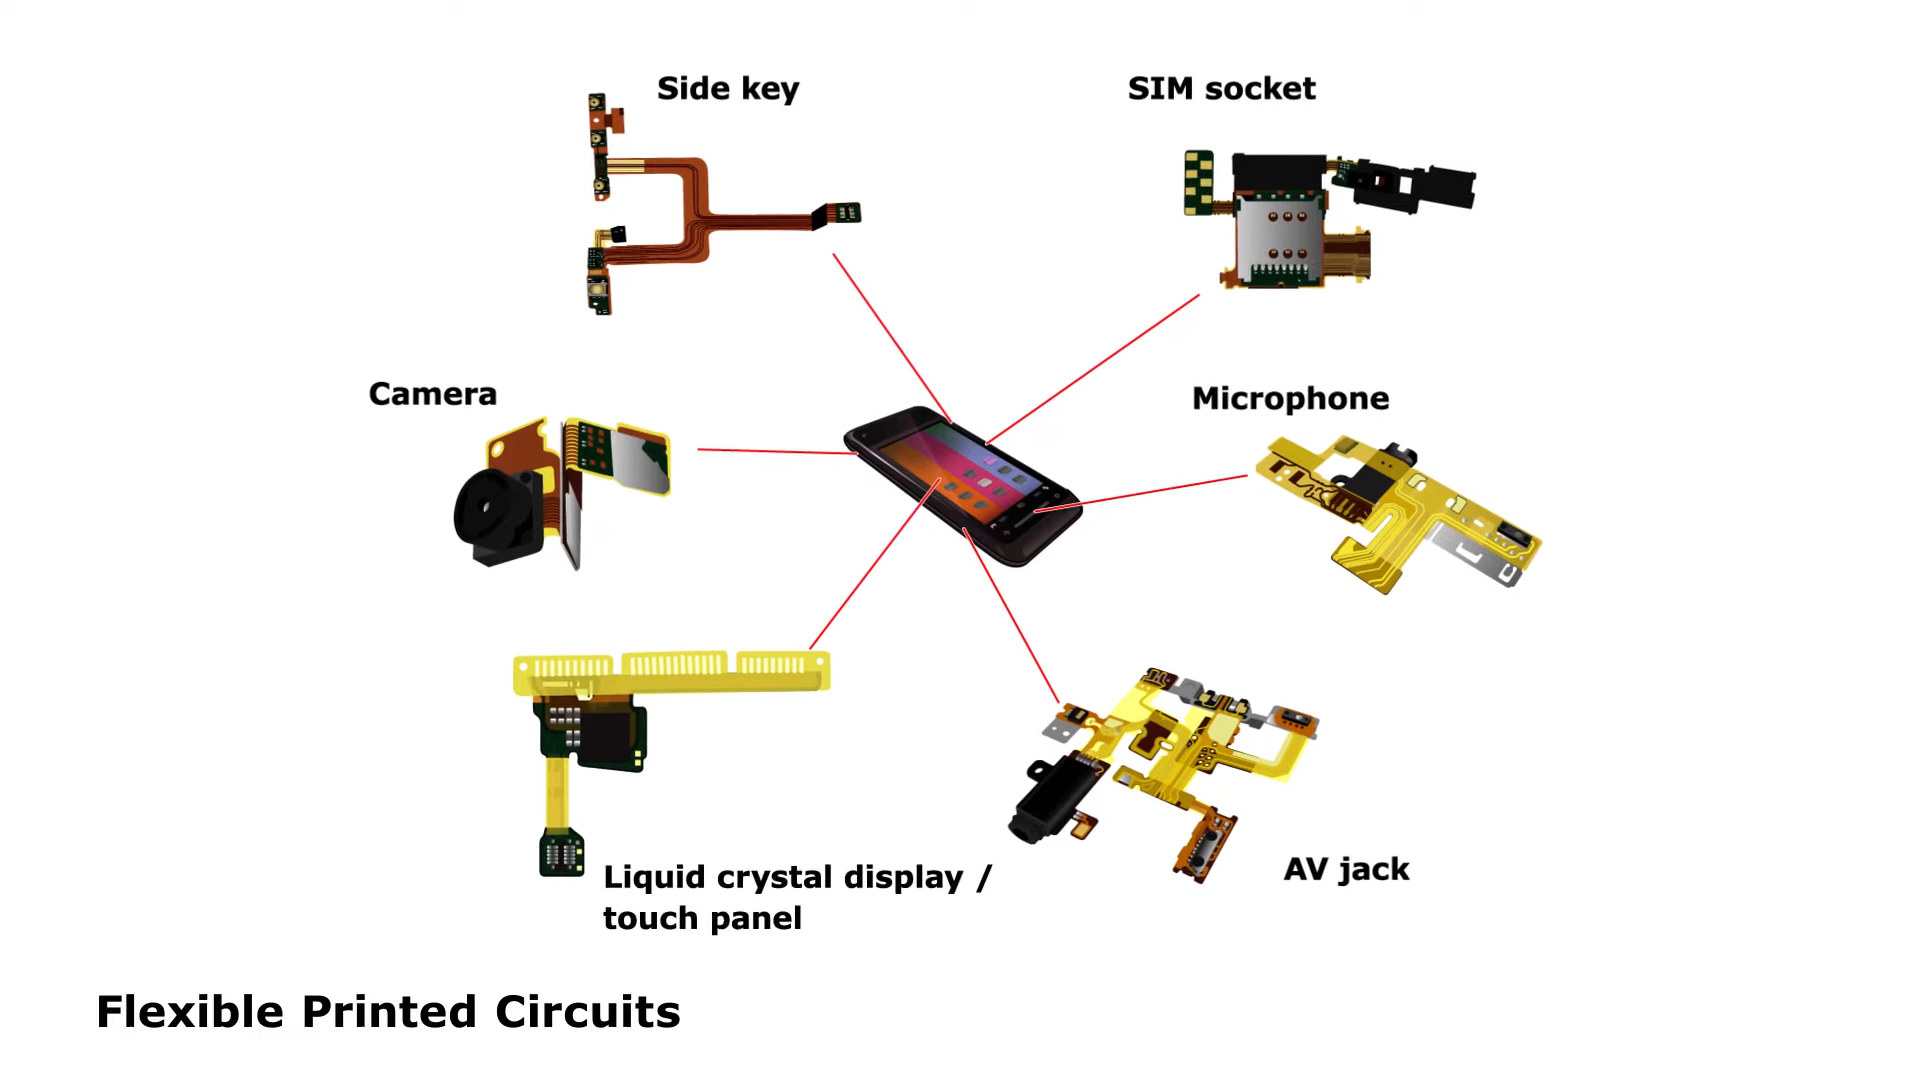 Side key
SIM socket
Camera
Microphone
Liquid crystal display /
touch panel
AV jack
Flexible Printed Circuits